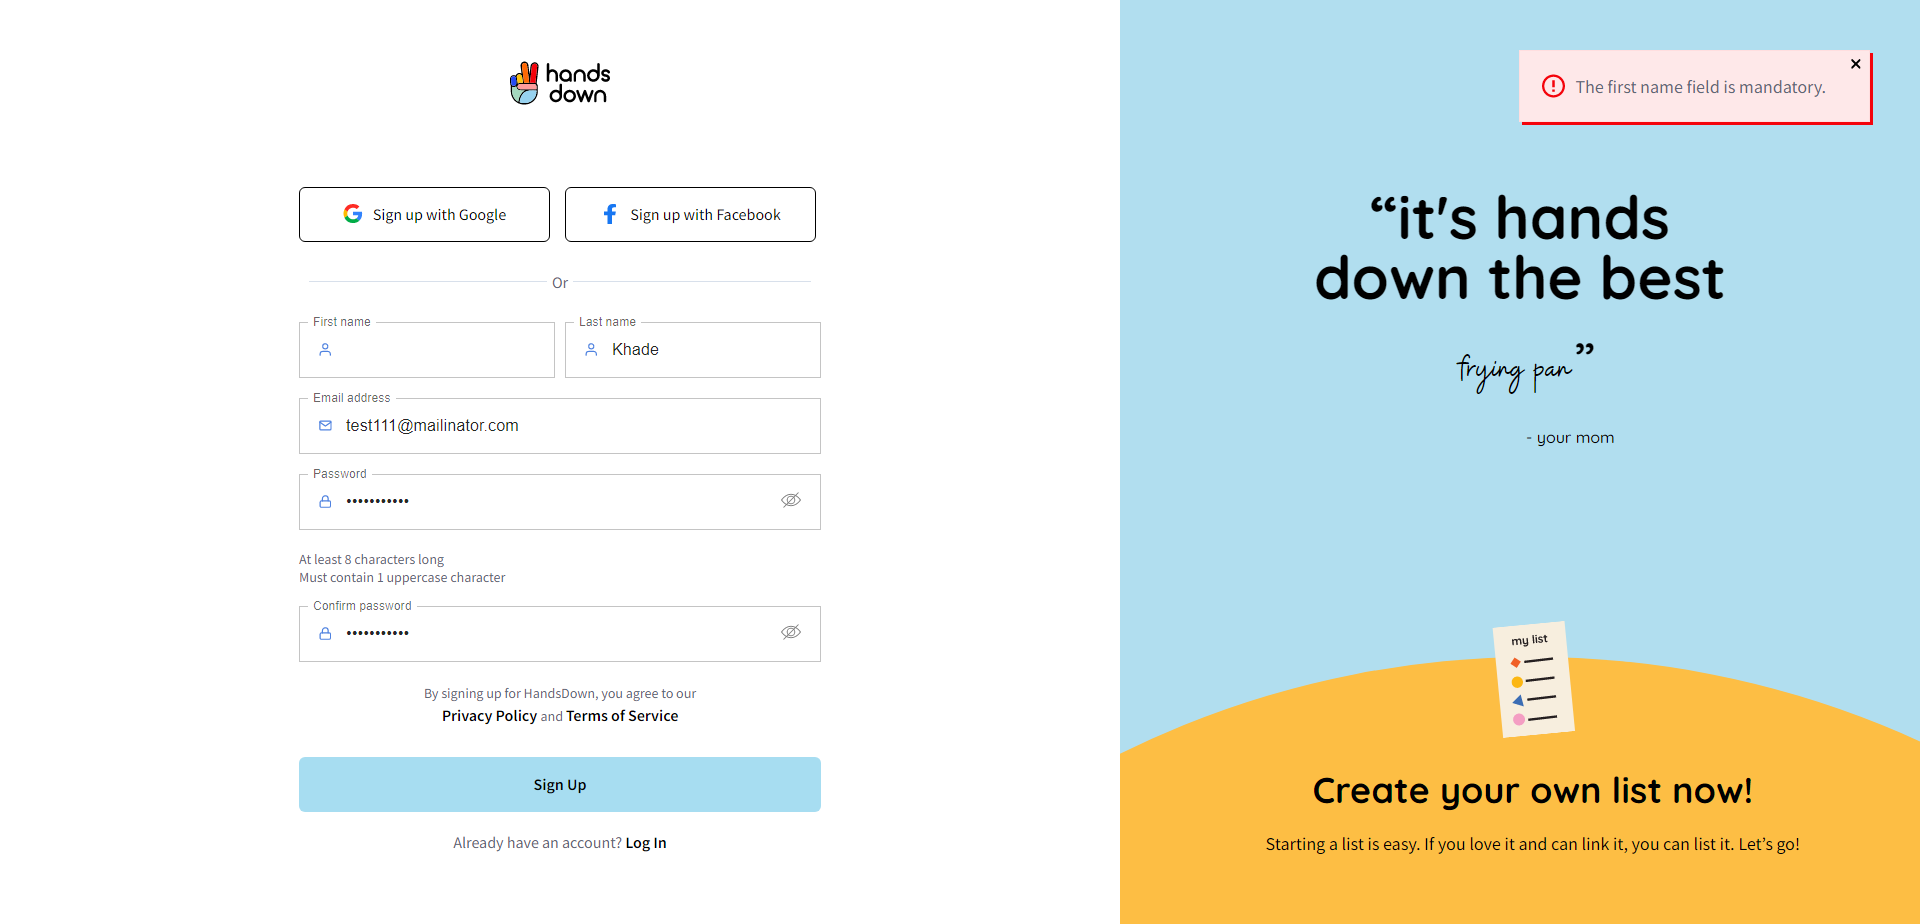 hands
down
Sign up with Google
Sign up with Facebook
Or
First name
Last name
Khade
Email address
test111@mailinator.com
Password
•••••••••••
At least 8 characters long
Must contain 1 uppercase character
Confirm password
•••••••••••
By signing up for HandsDown, you agree to our
Privacy Policy and Terms of Service
Sign Up
Already have an account? Log In
The first name field is mandatory.
“it's hands
down the best
frying pan”
- your mom
my list
Create your own list now!
Starting a list is easy. If you love it and can link it, you can list it. Let’s go!